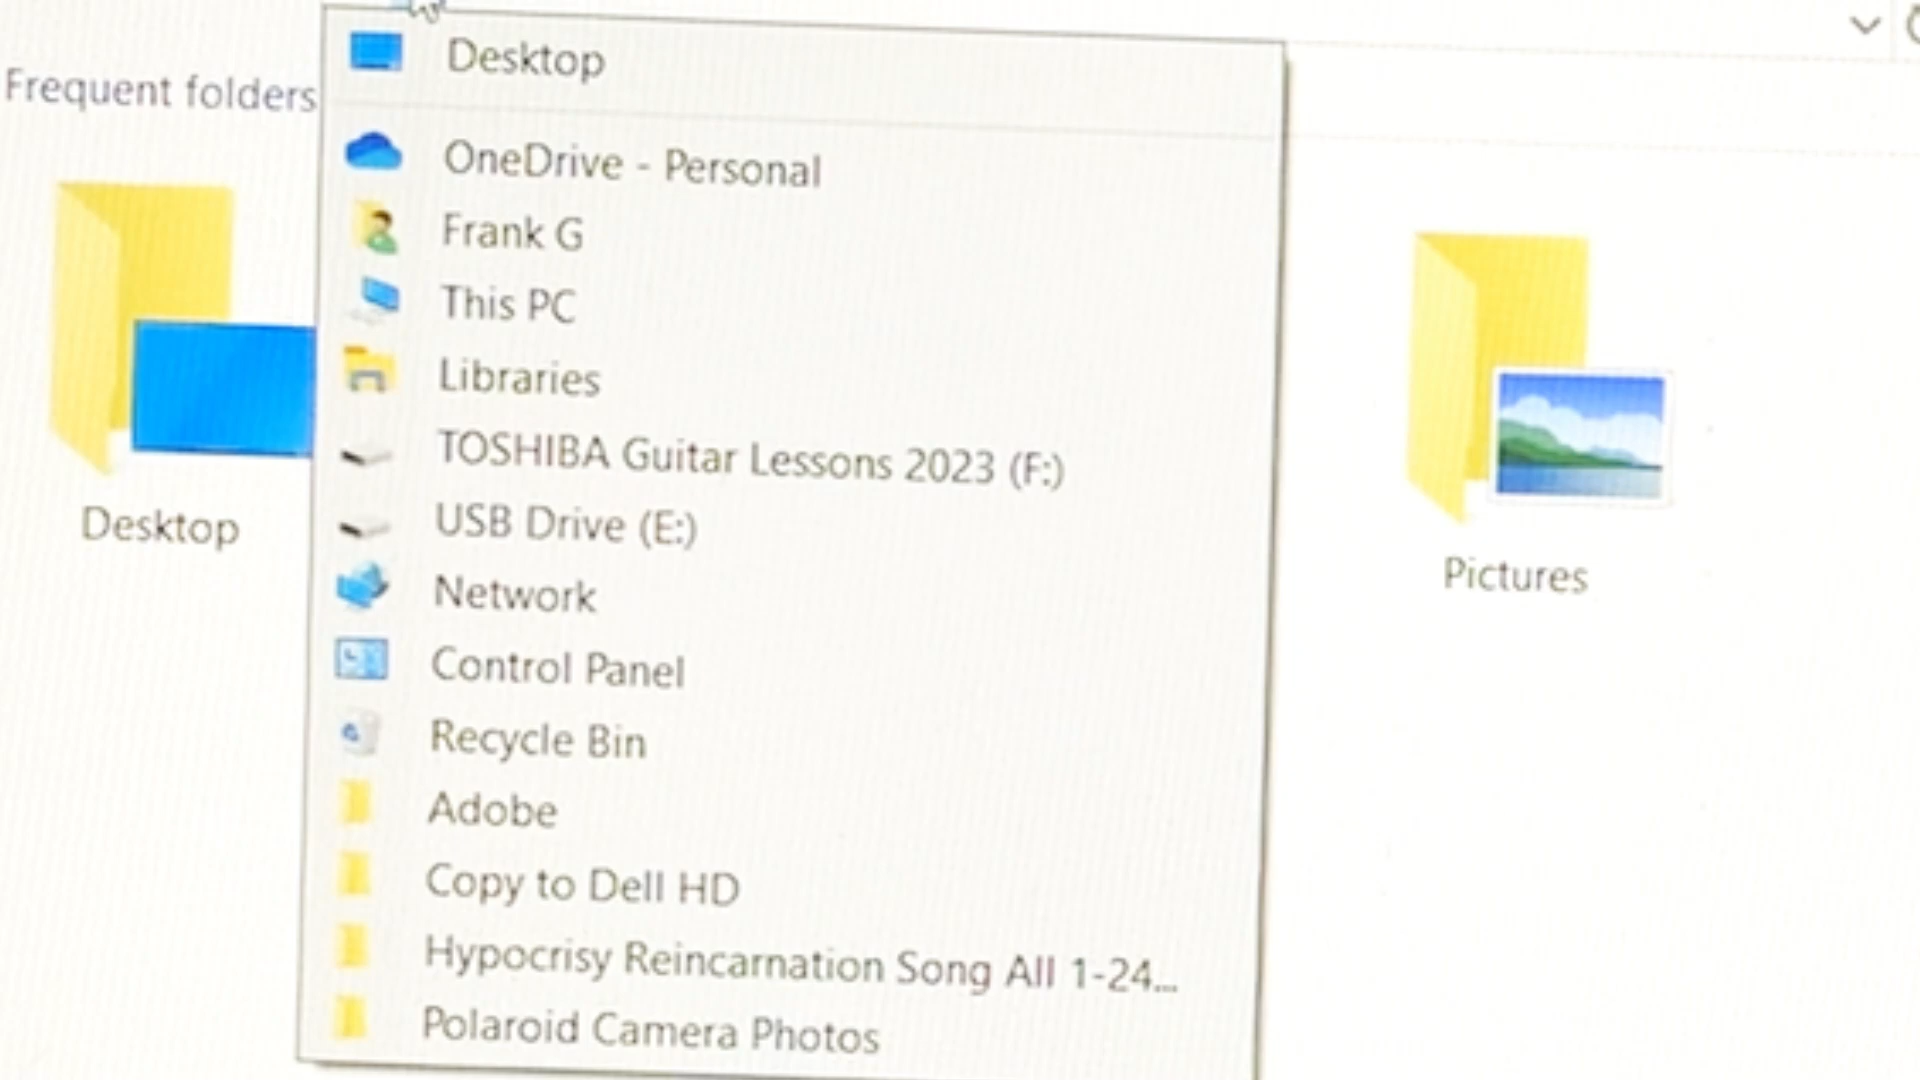 Desktop
Frequent folders
OneDrive - Personal
Frank G
This PC
Libraries
TOSHIBA Guitar Lessons 2023 (F:)
USB Drive (E:)
Desktop
Network
Pictures
Control Panel
Recycle Bin
Adobe
Copy to Dell HD
Hypocrisy Reincarnation Song All 1-24...
Polaroid Camera Photos